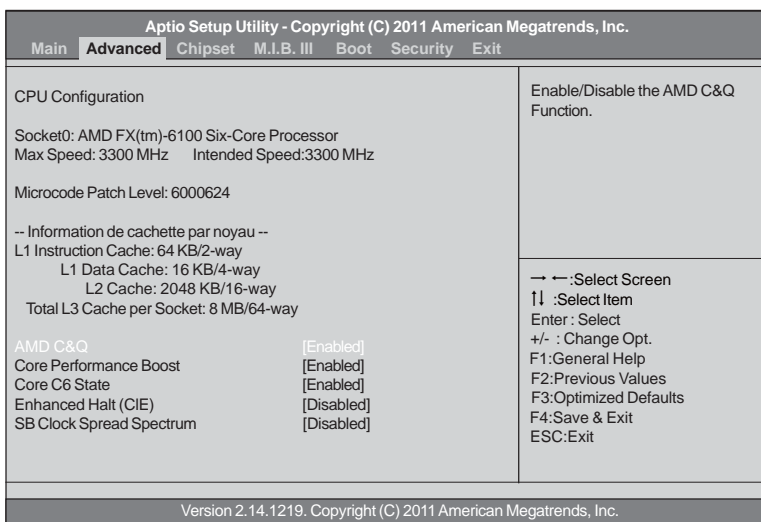 Aptio Setup Utility - Copyright (C) 2011 American Megatrends, Inc.
Main Advanced Chipset M.I.B. III Boot Security Exit
CPU Configuration
Socket0: AMD FX(tm)-6100 Six-Core Processor
Max Speed: 3300 MHz Intended Speed:3300 MHz
Microcode Patch Level: 6000624
-- Information de cachette par noyau --
L1 Instruction Cache: 64 KB/2-way
L1 Data Cache: 16 KB/4-way
L2 Cache: 2048 KB/16-way
Total L3 Cache per Socket: 8 MB/64-way
AMD C&Q [Enabled]
Core Performance Boost [Enabled]
Core C6 State [Enabled]
Enhanced Halt (CIE) [Disabled]
SB Clock Spread Spectrum [Disabled]
Enable/Disable the AMD C&Q
Function.
→ ←:Select Screen
↑↓ :Select Item
Enter : Select
+/- : Change Opt.
F1:General Help
F2:Previous Values
F3:Optimized Defaults
F4:Save & Exit
ESC:Exit
Version 2.14.1219. Copyright (C) 2011 American Megatrends, Inc.